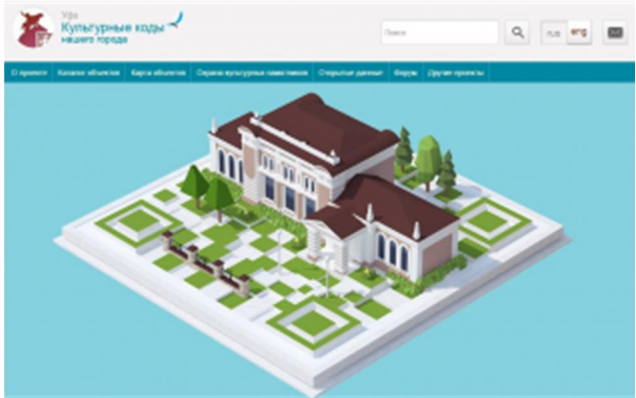 Уфа
Культурные коды
нашего города
Поиск
rus eng
О проекте Каталог объектов Карта объектов Охрана культурных памятников Открытые данные Форум Другие проекты